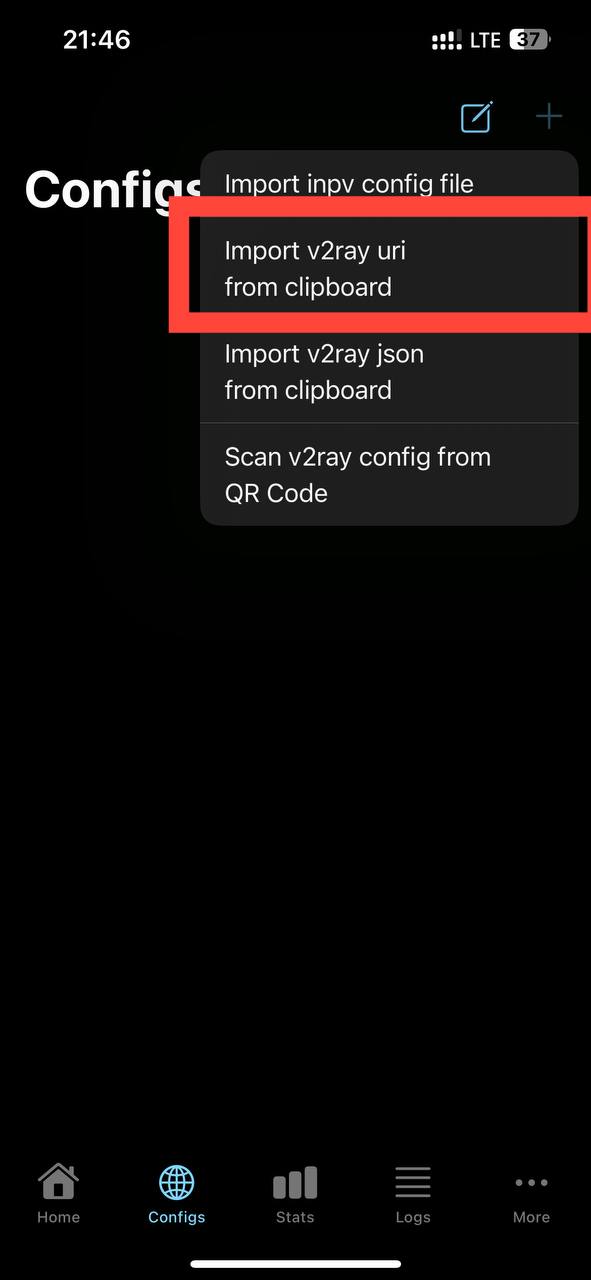 21:46
LTE 37
Configs
Import inpv config file
Import v2ray uri
from clipboard
Import v2ray json
from clipboard
Scan v2ray config from
QR Code
Home
Configs
Stats
Logs
More